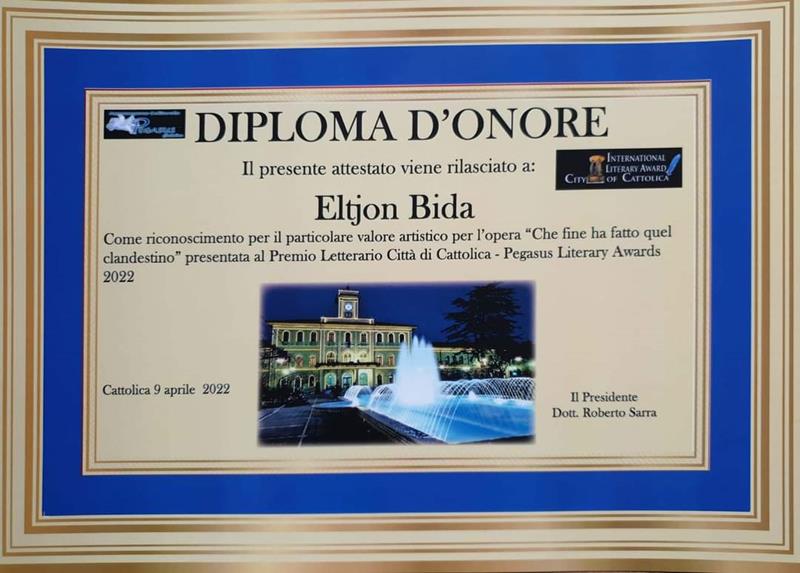 PEGASUS
DIPLOMA D'ONORE
Il presente attestato viene rilasciato a:
INTERNATIONAL
LITERARY AWARD
CITY OF CATTOLICA
Eltjon Bida
Come riconoscimento per il particolare valore artistico per l'opera "Che fine ha fatto quel
clandestino" presentata al Premio Letterario Città di Cattolica - Pegasus Literary Awards
2022
Cattolica 9 aprile 2022
Il Presidente
Dott. Roberto Sarra